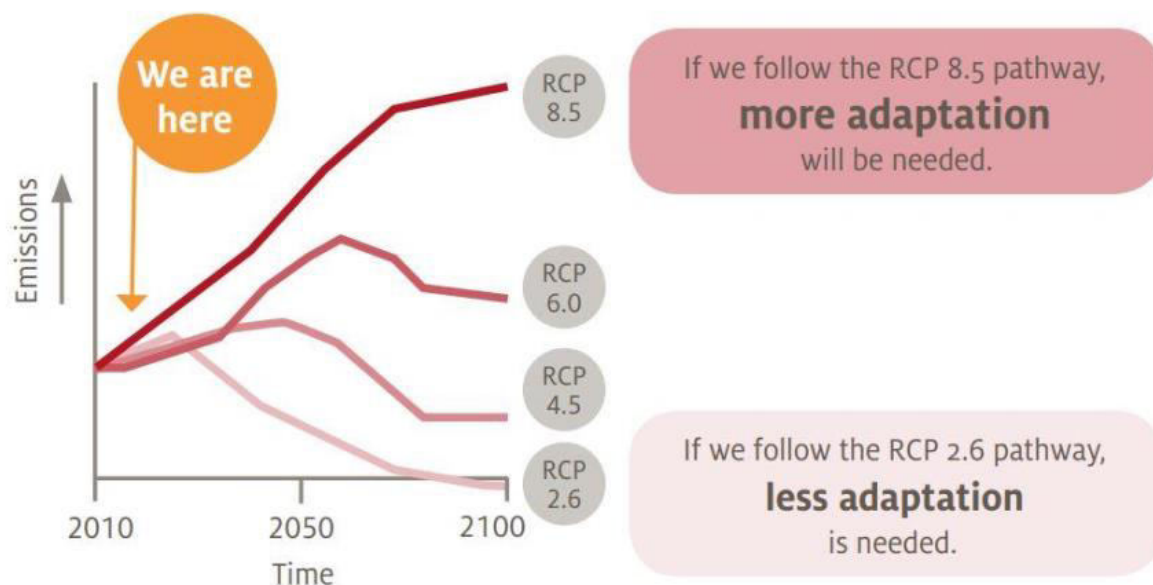 We are
here
Emissions
RCP
8.5
RCP
6.0
RCP
4.5
RCP
2.6
2010
2050
2100
Time
If we follow the RCP 8.5 pathway,
more adaptation
will be needed.
If we follow the RCP 2.6 pathway,
less adaptation
is needed.